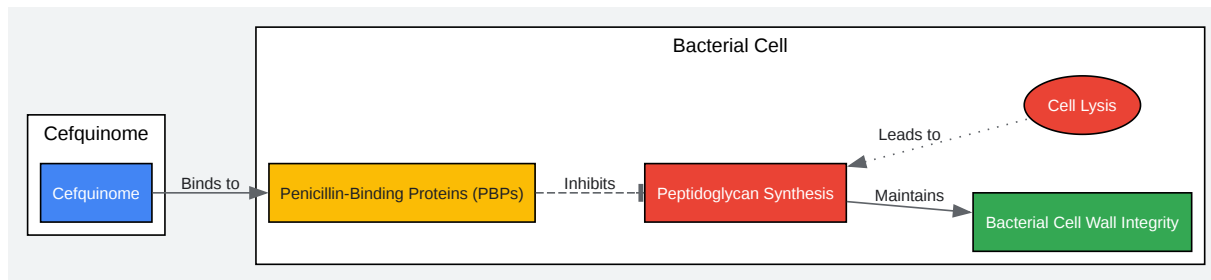 Bacterial Cell
Cefquinome
Cefquinome
Binds to
Penicillin-Binding Proteins (PBPs)
Inhibits
Peptidoglycan Synthesis
Leads to
Cell Lysis
Maintains
Bacterial Cell Wall Integrity